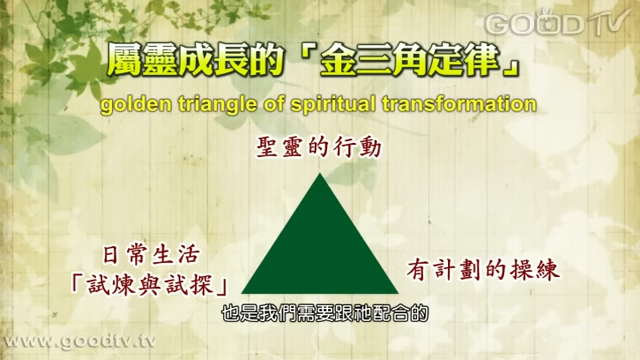 GOODTV
屬靈成長的「金三角定律」
golden triangle of spiritual transformation
聖靈的行動
日常生活
「試煉與試探」
有計劃的操練
也是我們需要跟祂配合的
www.goodtv.tv